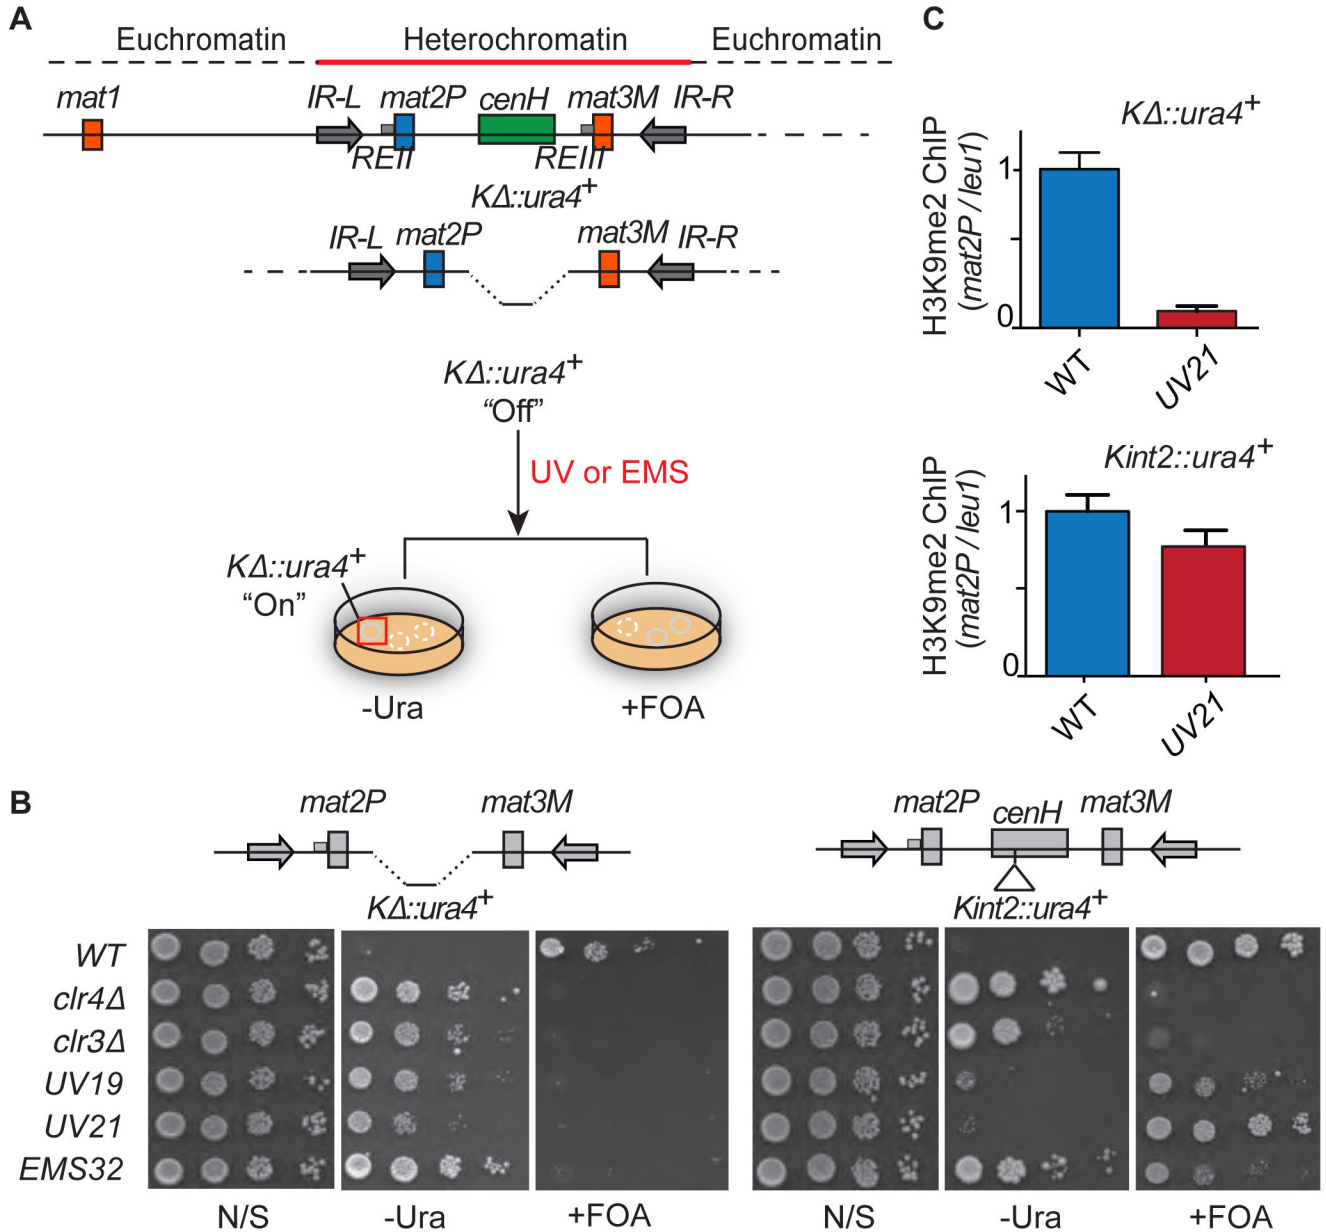 A
Euchromatin Heterochromatin Euchromatin
mat1 IR-L mat2P cenH mat3M IR-R
REII REIII
KΔ::ura4+
IR-L mat2P mat3M IR-R
KΔ::ura4+
“Off”
UV or EMS
KΔ::ura4+
“On”
-Ura +FOA
C
KΔ::ura4+
H3K9me2 ChIP
(mat2P / leu1)
1
0
WT UV21
Kint2::ura4+
H3K9me2 ChIP
(mat2P / leu1)
1
0
WT UV21
B
mat2P mat3M
KΔ::ura4+
mat2P cenH mat3M
Kint2::ura4+
WT
clr4Δ
clr3Δ
UV19
UV21
EMS32
N/S -Ura +FOA N/S -Ura +FOA